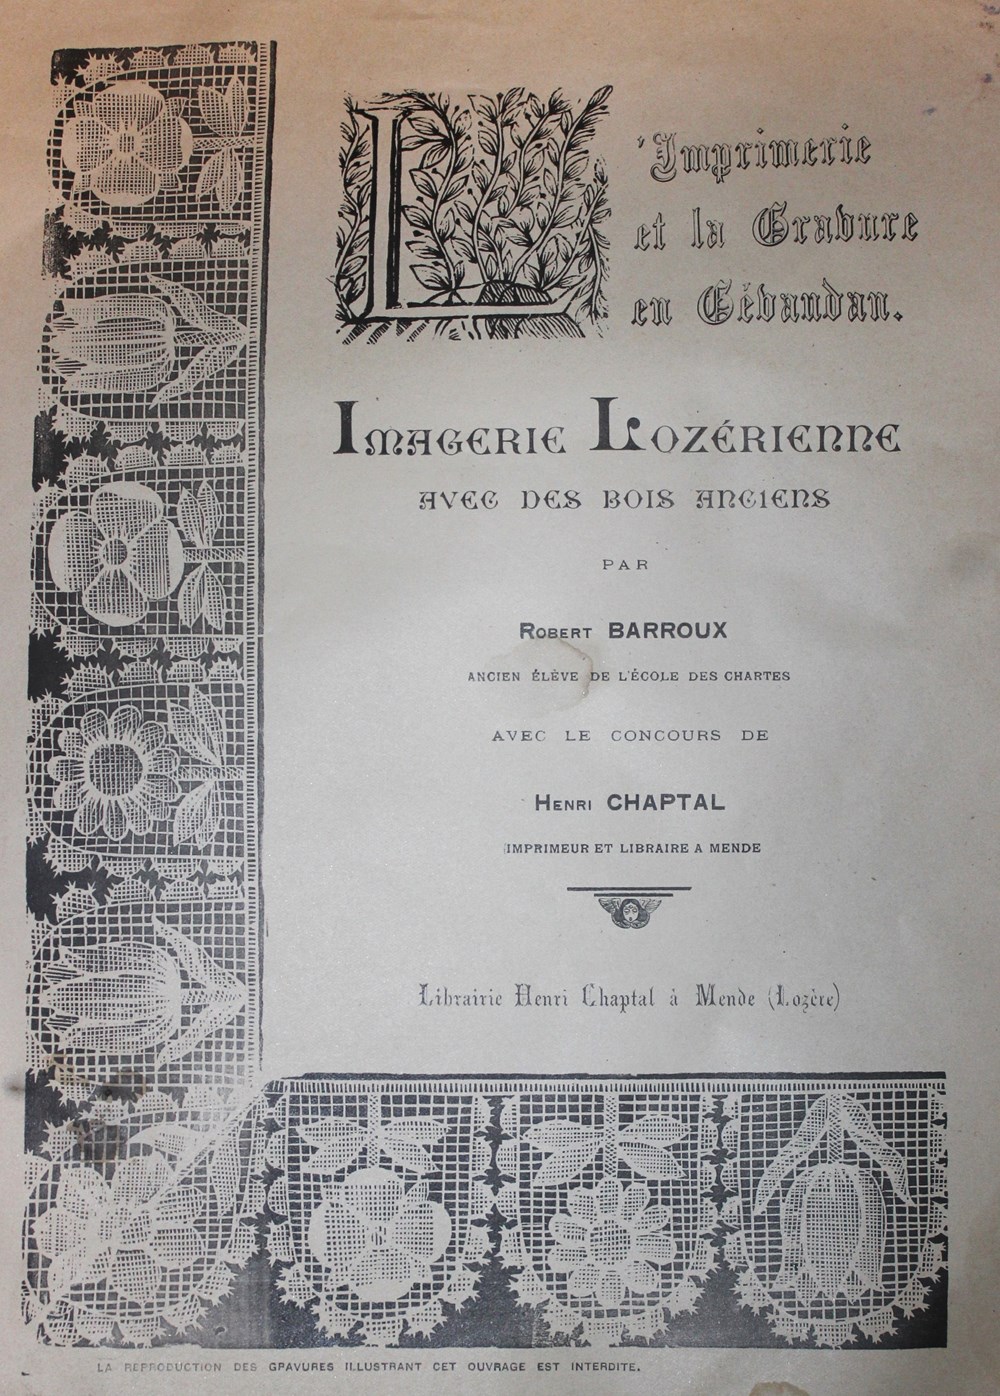 L'Imprimerie
et la Gravure
en Gévaudan.
IMAGERIE LOZÉRIENNE
AVEC DES BOIS ANCIENS
PAR
ROBERT BARROUX
ANCIEN ÉLÈVE DE L'ÉCOLE DES CHARTES
AVEC LE CONCOURS DE
HENRI CHAPTAL
IMPRIMEUR ET LIBRAIRE A MENDE
Librairie Henri Chaptal à Mende (Lozère)
LA REPRODUCTION DES GRAVURES ILLUSTRANT CET OUVRAGE EST INTERDITE.